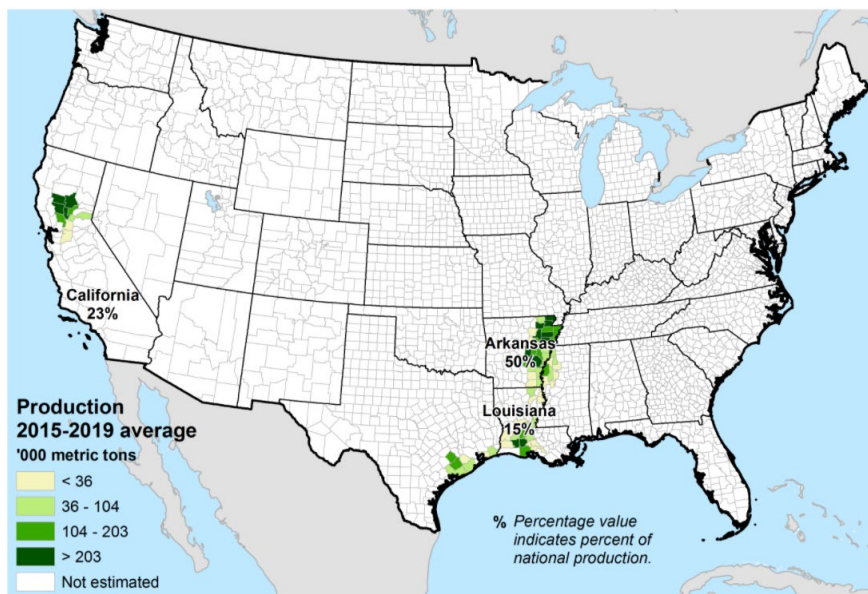 California
23%
Arkansas
50%
Louisiana
15%
Production
2015-2019 average
'000 metric tons
< 36
36 - 104
104 - 203
> 203
Not estimated
% Percentage value
indicates percent of
national production.